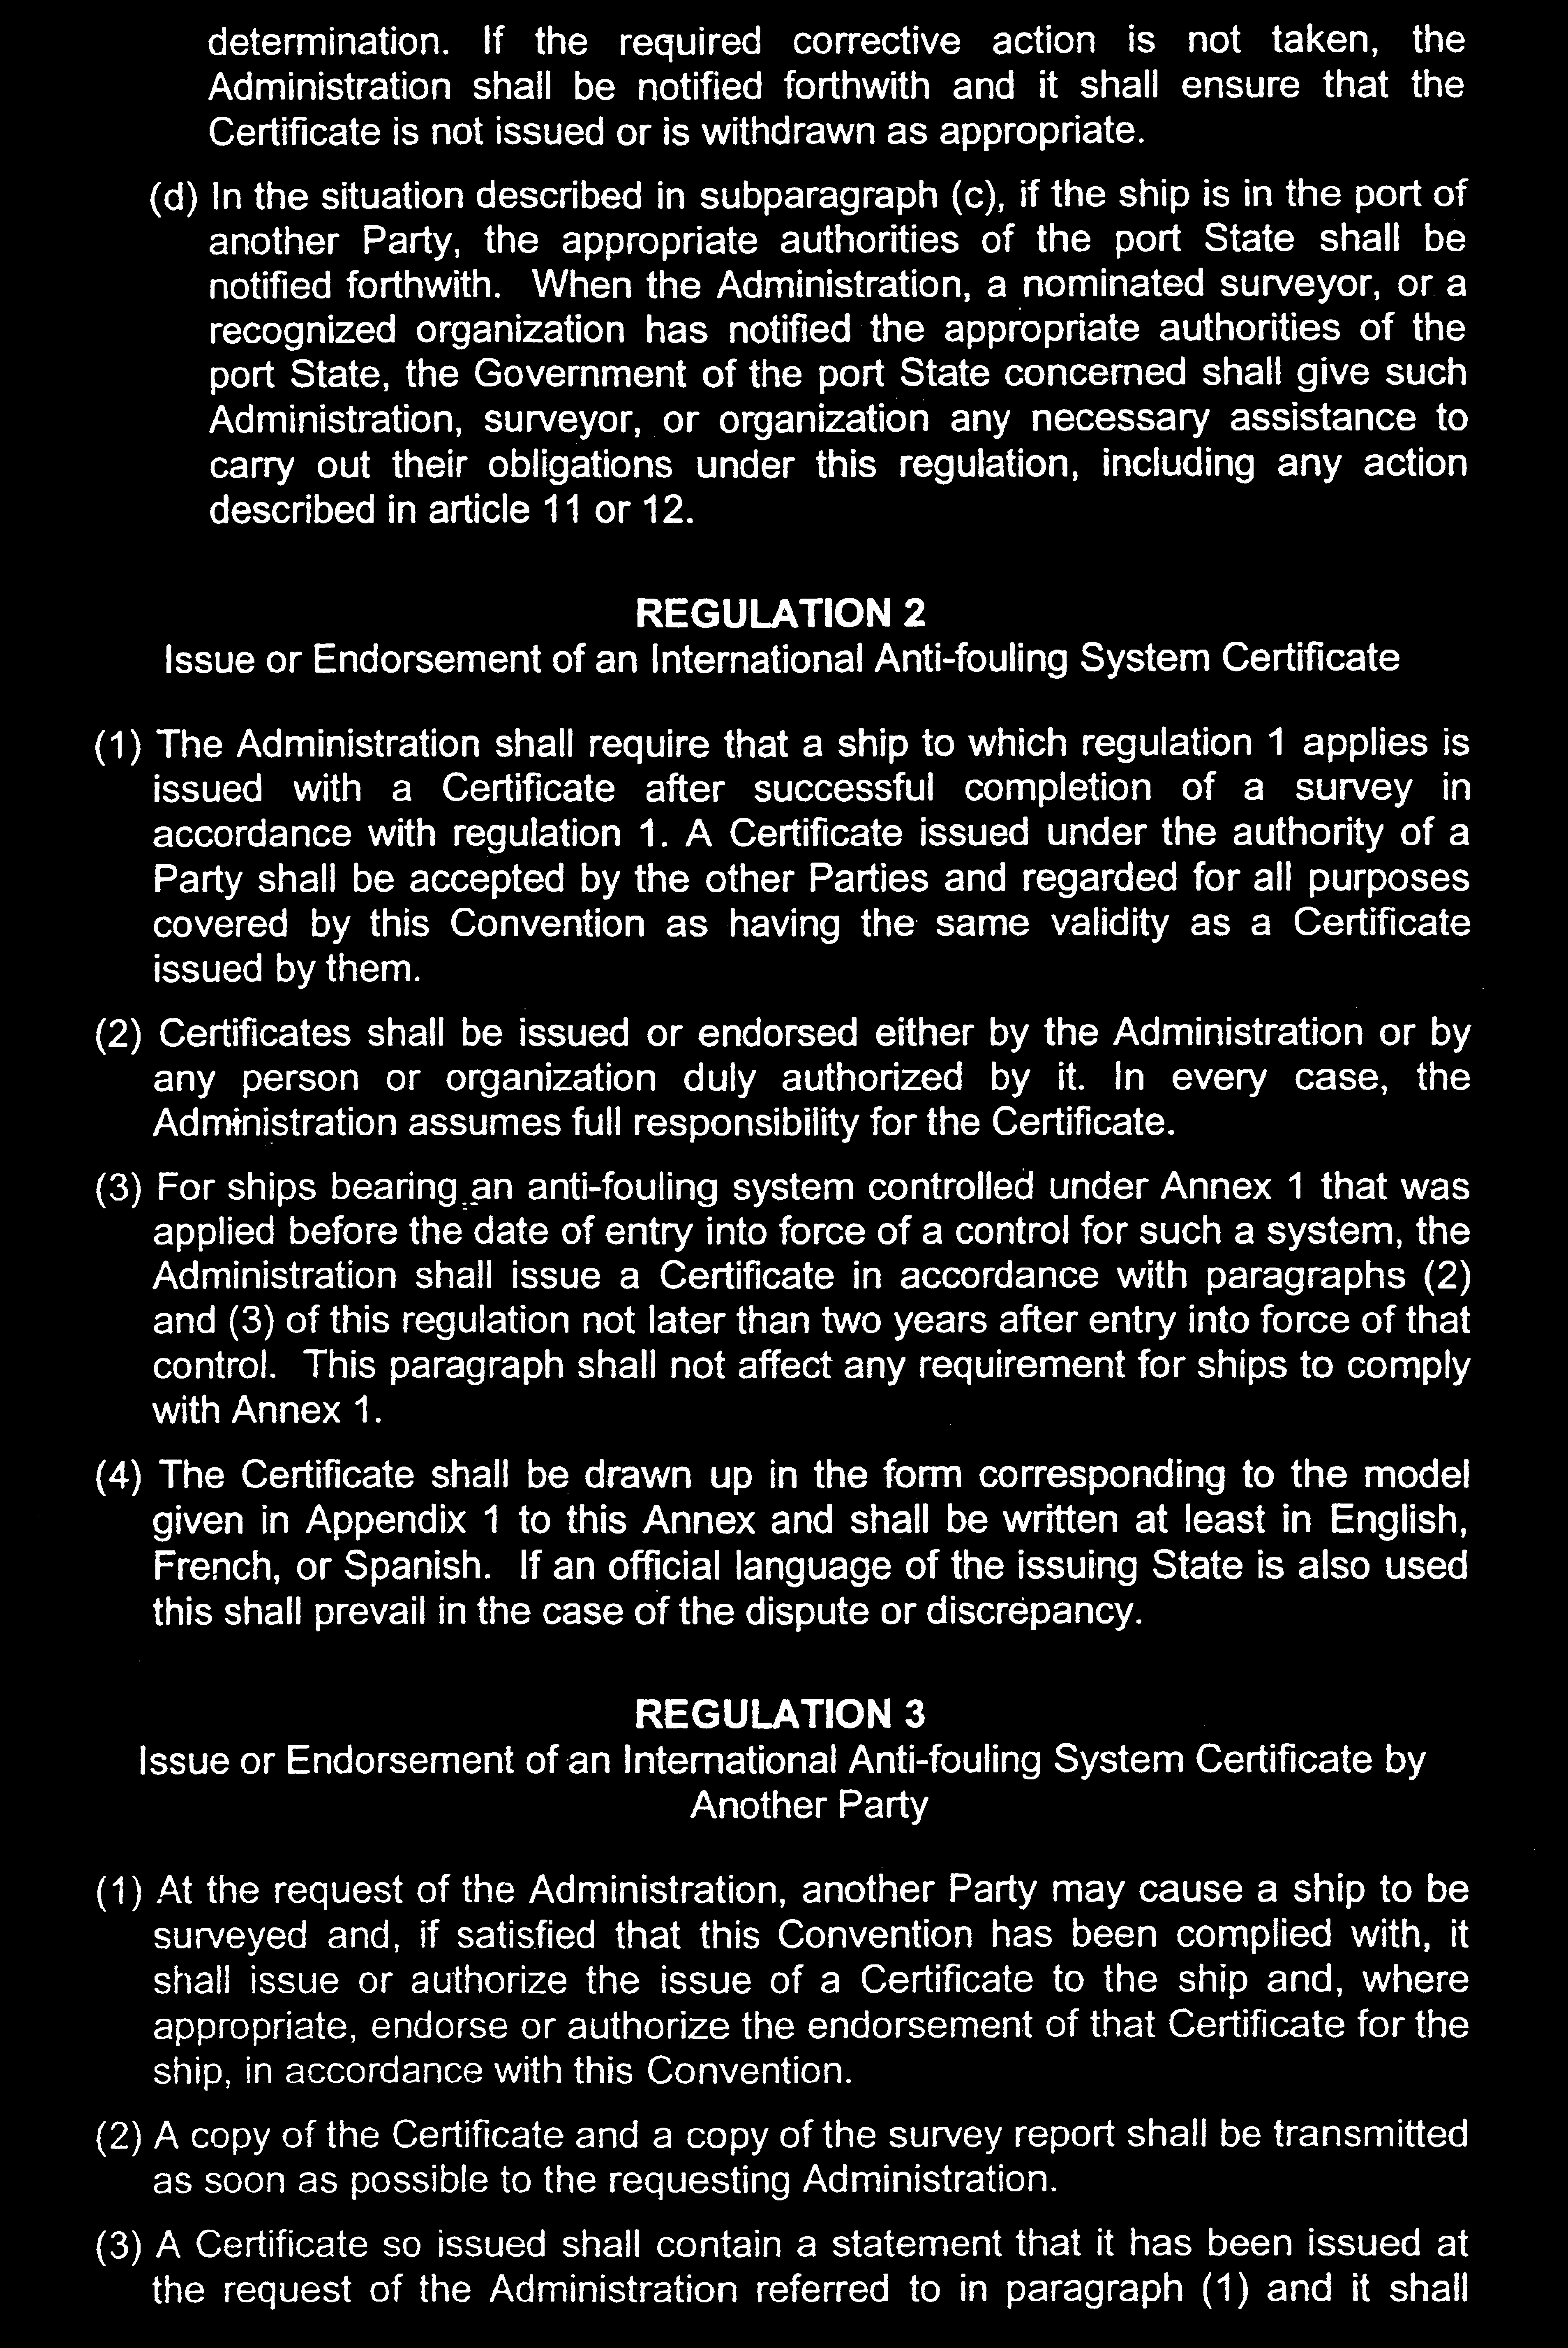 determination. If the required corrective action is not taken, the
Administration shall be notified forthwith and it shall ensure that the
Certificate is not issued or is withdrawn as appropriate.
(d) In the situation described in subparagraph (c), if the ship is in the port of
another Party, the appropriate authorities of the port State shall be
notified forthwith. When the Administration, a nominated surveyor, or a
recognized organization has notified the appropriate authorities of the
port State, the Government of the port State concerned shall give such
Administration, surveyor, or organization any necessary assistance to
carry out their obligations under this regulation, including any action
described in article 11 or 12.
REGULATION 2
Issue or Endorsement of an International Anti-fouling System Certificate
(1) The Administration shall require that a ship to which regulation 1 applies is
issued with a Certificate after successful completion of a survey in
accordance with regulation 1. A Certificate issued under the authority of a
Party shall be accepted by the other Parties and regarded for all purposes
covered by this Convention as having the same validity as a Certificate
issued by them.
(2) Certificates shall be issued or endorsed either by the Administration or by
any person or organization duly authorized by it. In every case, the
Administration assumes full responsibility for the Certificate.
(3) For ships bearing an anti-fouling system controlled under Annex 1 that was
applied before the date of entry into force of a control for such a system, the
Administration shall issue a Certificate in accordance with paragraphs (2)
and (3) of this regulation not later than two years after entry into force of that
control. This paragraph shall not affect any requirement for ships to comply
with Annex 1.
(4) The Certificate shall be drawn up in the form corresponding to the model
given in Appendix 1 to this Annex and shall be written at least in English,
French, or Spanish. If an official language of the issuing State is also used
this shall prevail in the case of the dispute or discrepancy.
REGULATION 3
Issue or Endorsement of an International Anti-fouling System Certificate by
Another Party
(1) At the request of the Administration, another Party may cause a ship to be
surveyed and, if satisfied that this Convention has been complied with, it
shall issue or authorize the issue of a Certificate to the ship and, where
appropriate, endorse or authorize the endorsement of that Certificate for the
ship, in accordance with this Convention.
(2) A copy of the Certificate and a copy of the survey report shall be transmitted
as soon as possible to the requesting Administration.
(3) A Certificate so issued shall contain a statement that it has been issued at
the request of the Administration referred to in paragraph (1) and it shall